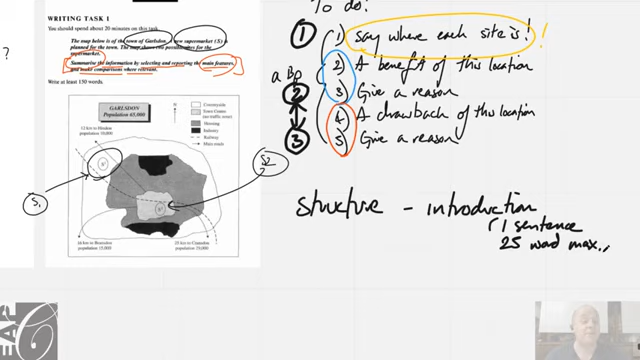 ?
WRITING TASK 1
You should spend about 20 minutes on this task.
The map below is of the town of Garlsdon. A new supermarket (S) is
planned for the town. The map shows two possible sites for the
supermarket.
Summarise the information by selecting and reporting the main features,
and make comparisons where relevant.
Write at least 150 words.
GARLSDON
Population 65,000
N
Countryside
Town Centre
(no traffic zone)
Housing
Industry
Railway
Main roads
12 km to Hindon
population 10,000
S1
S2
S1
S2
16 km to Bransdon
population 15,000
25 km to Cransdon
population 29,000
To do:
1 1) say where each site is! !
a Bp 2) A benefit of this location
2 3) Give a reason
4) A drawback of this location
3 5) Give a reason
structure - introduction
1 sentence
25 word max.
EAP